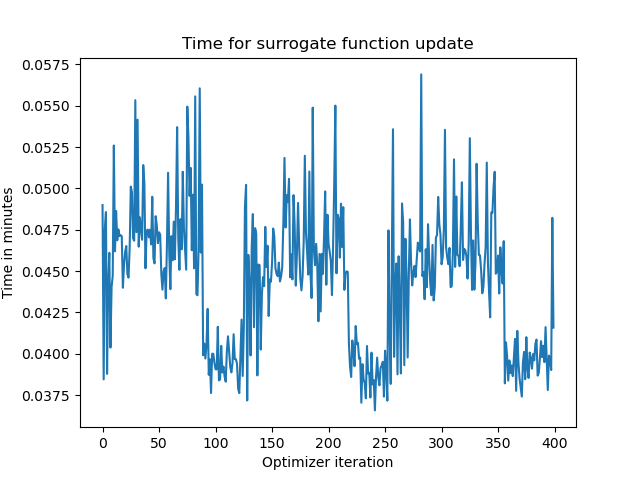 Time for surrogate function update
0.0575
0.0550
0.0525
0.0500
0.0475
0.0450
0.0425
0.0400
0.0375
Time in minutes
0 50 100 150 200 250 300 350 400
Optimizer iteration